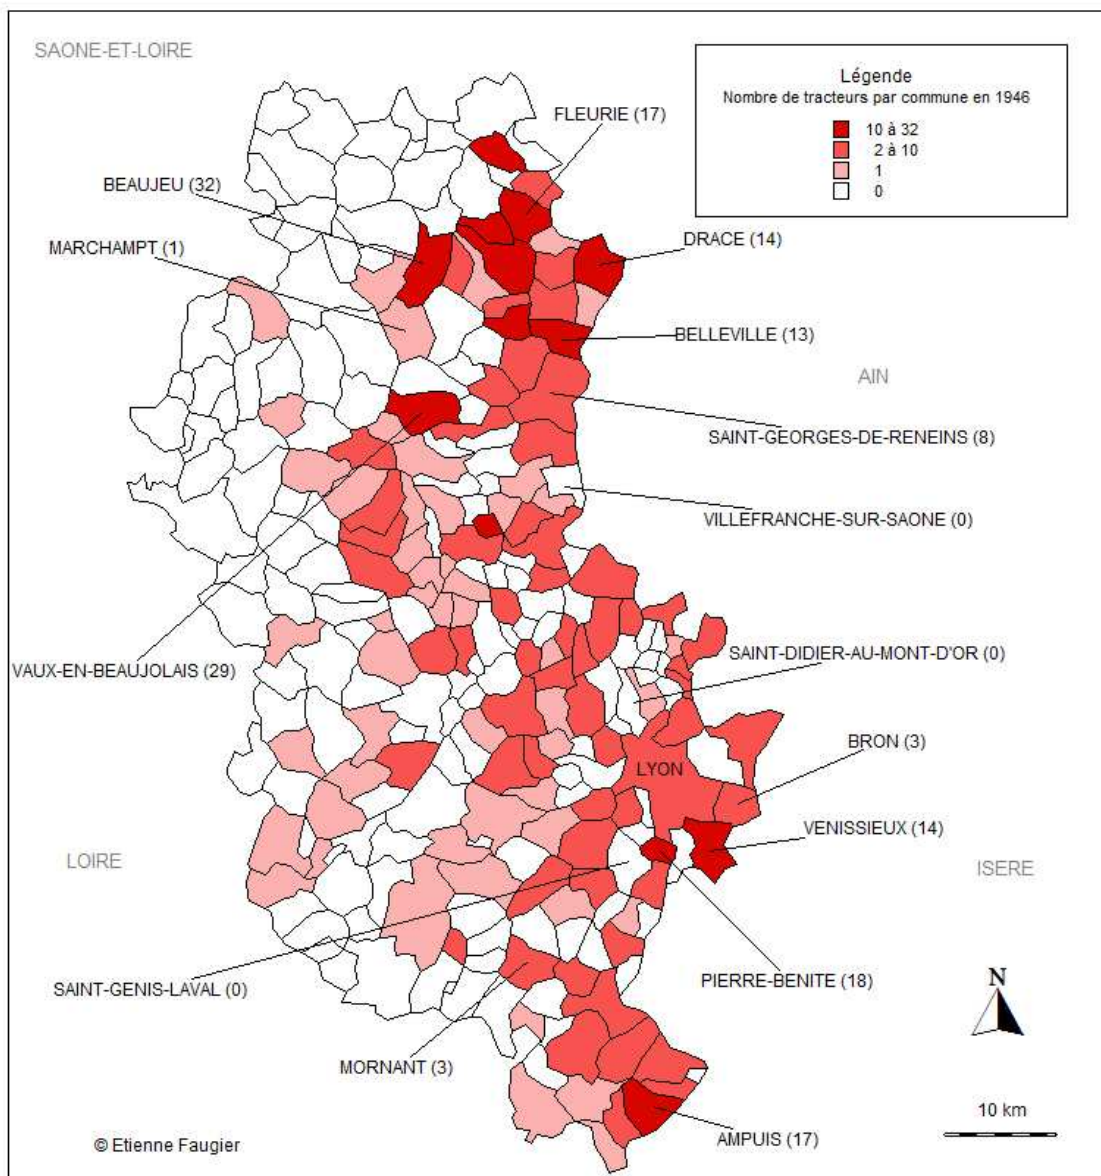 SAONE-ET-LOIRE
Légende
Nombre de tracteurs par commune en 1946
10 à 32
2 à 10
1
0
FLEURIE (17)
BEAUJEU (32)
MARCHAMPT (1)
DRACE (14)
BELLEVILLE (13)
AIN
SAINT-GEORGES-DE-RENEINS (8)
VILLEFRANCHE-SUR-SAONE (0)
SAINT-DIDIER-AU-MONT-D'OR (0)
VAUX-EN-BEAUJOLAIS (29)
BRON (3)
LYON
VENISSIEUX (14)
LOIRE
ISERE
PIERRE-BENITE (18)
SAINT-GENIS-LAVAL (0)
N
MORNANT (3)
10 km
AMPUIS (17)
© Etienne Faugier